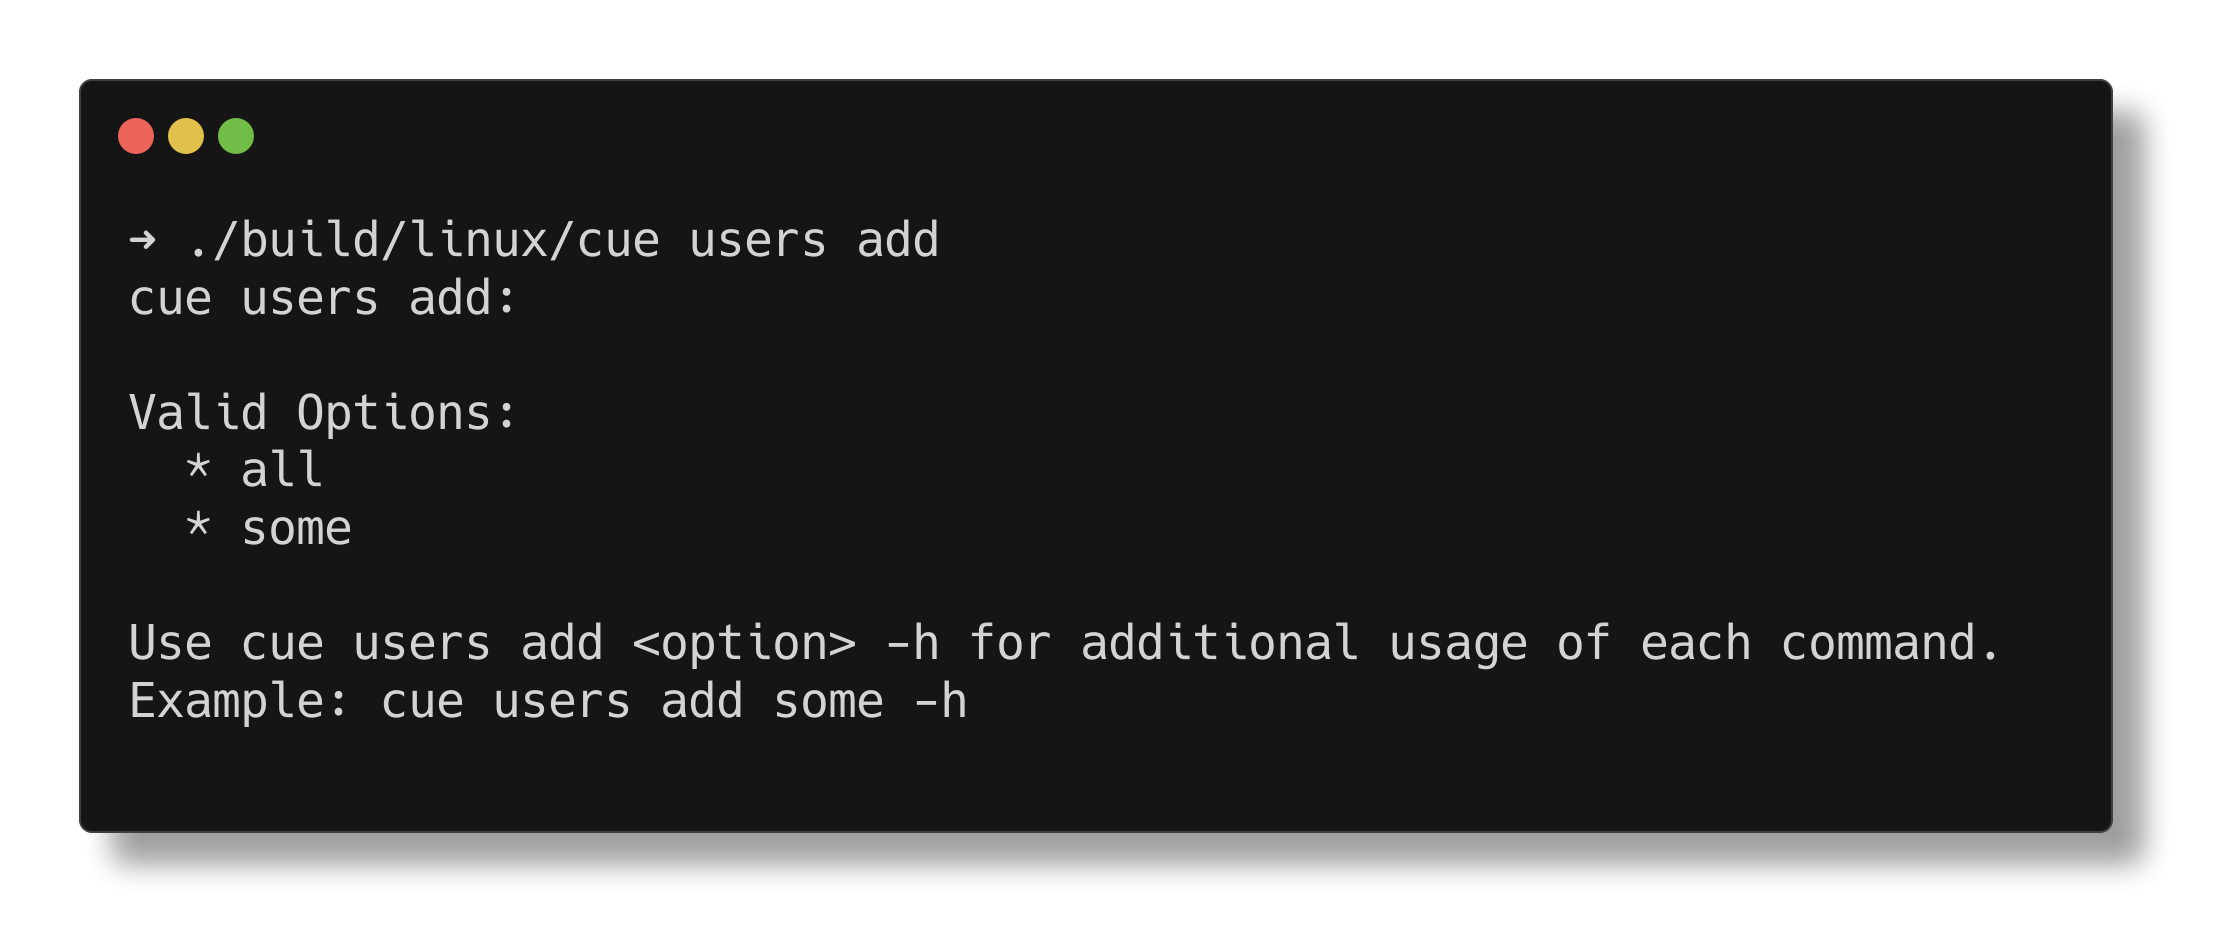 ➜ ./build/linux/cue users add
cue users add:

Valid Options:
  * all
  * some

Use cue users add <option> -h for additional usage of each command.
Example: cue users add some -h